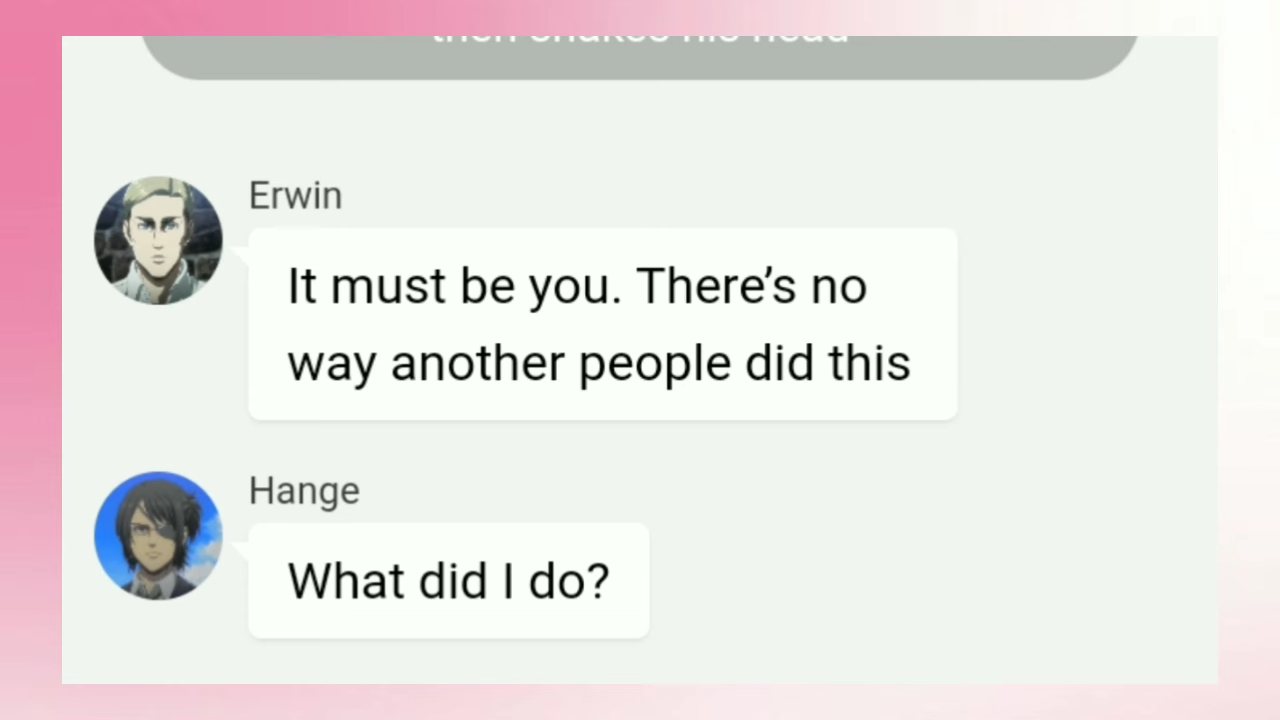 then shakes his head
Erwin
It must be you. There’s no
way another people did this
Hange
What did I do?